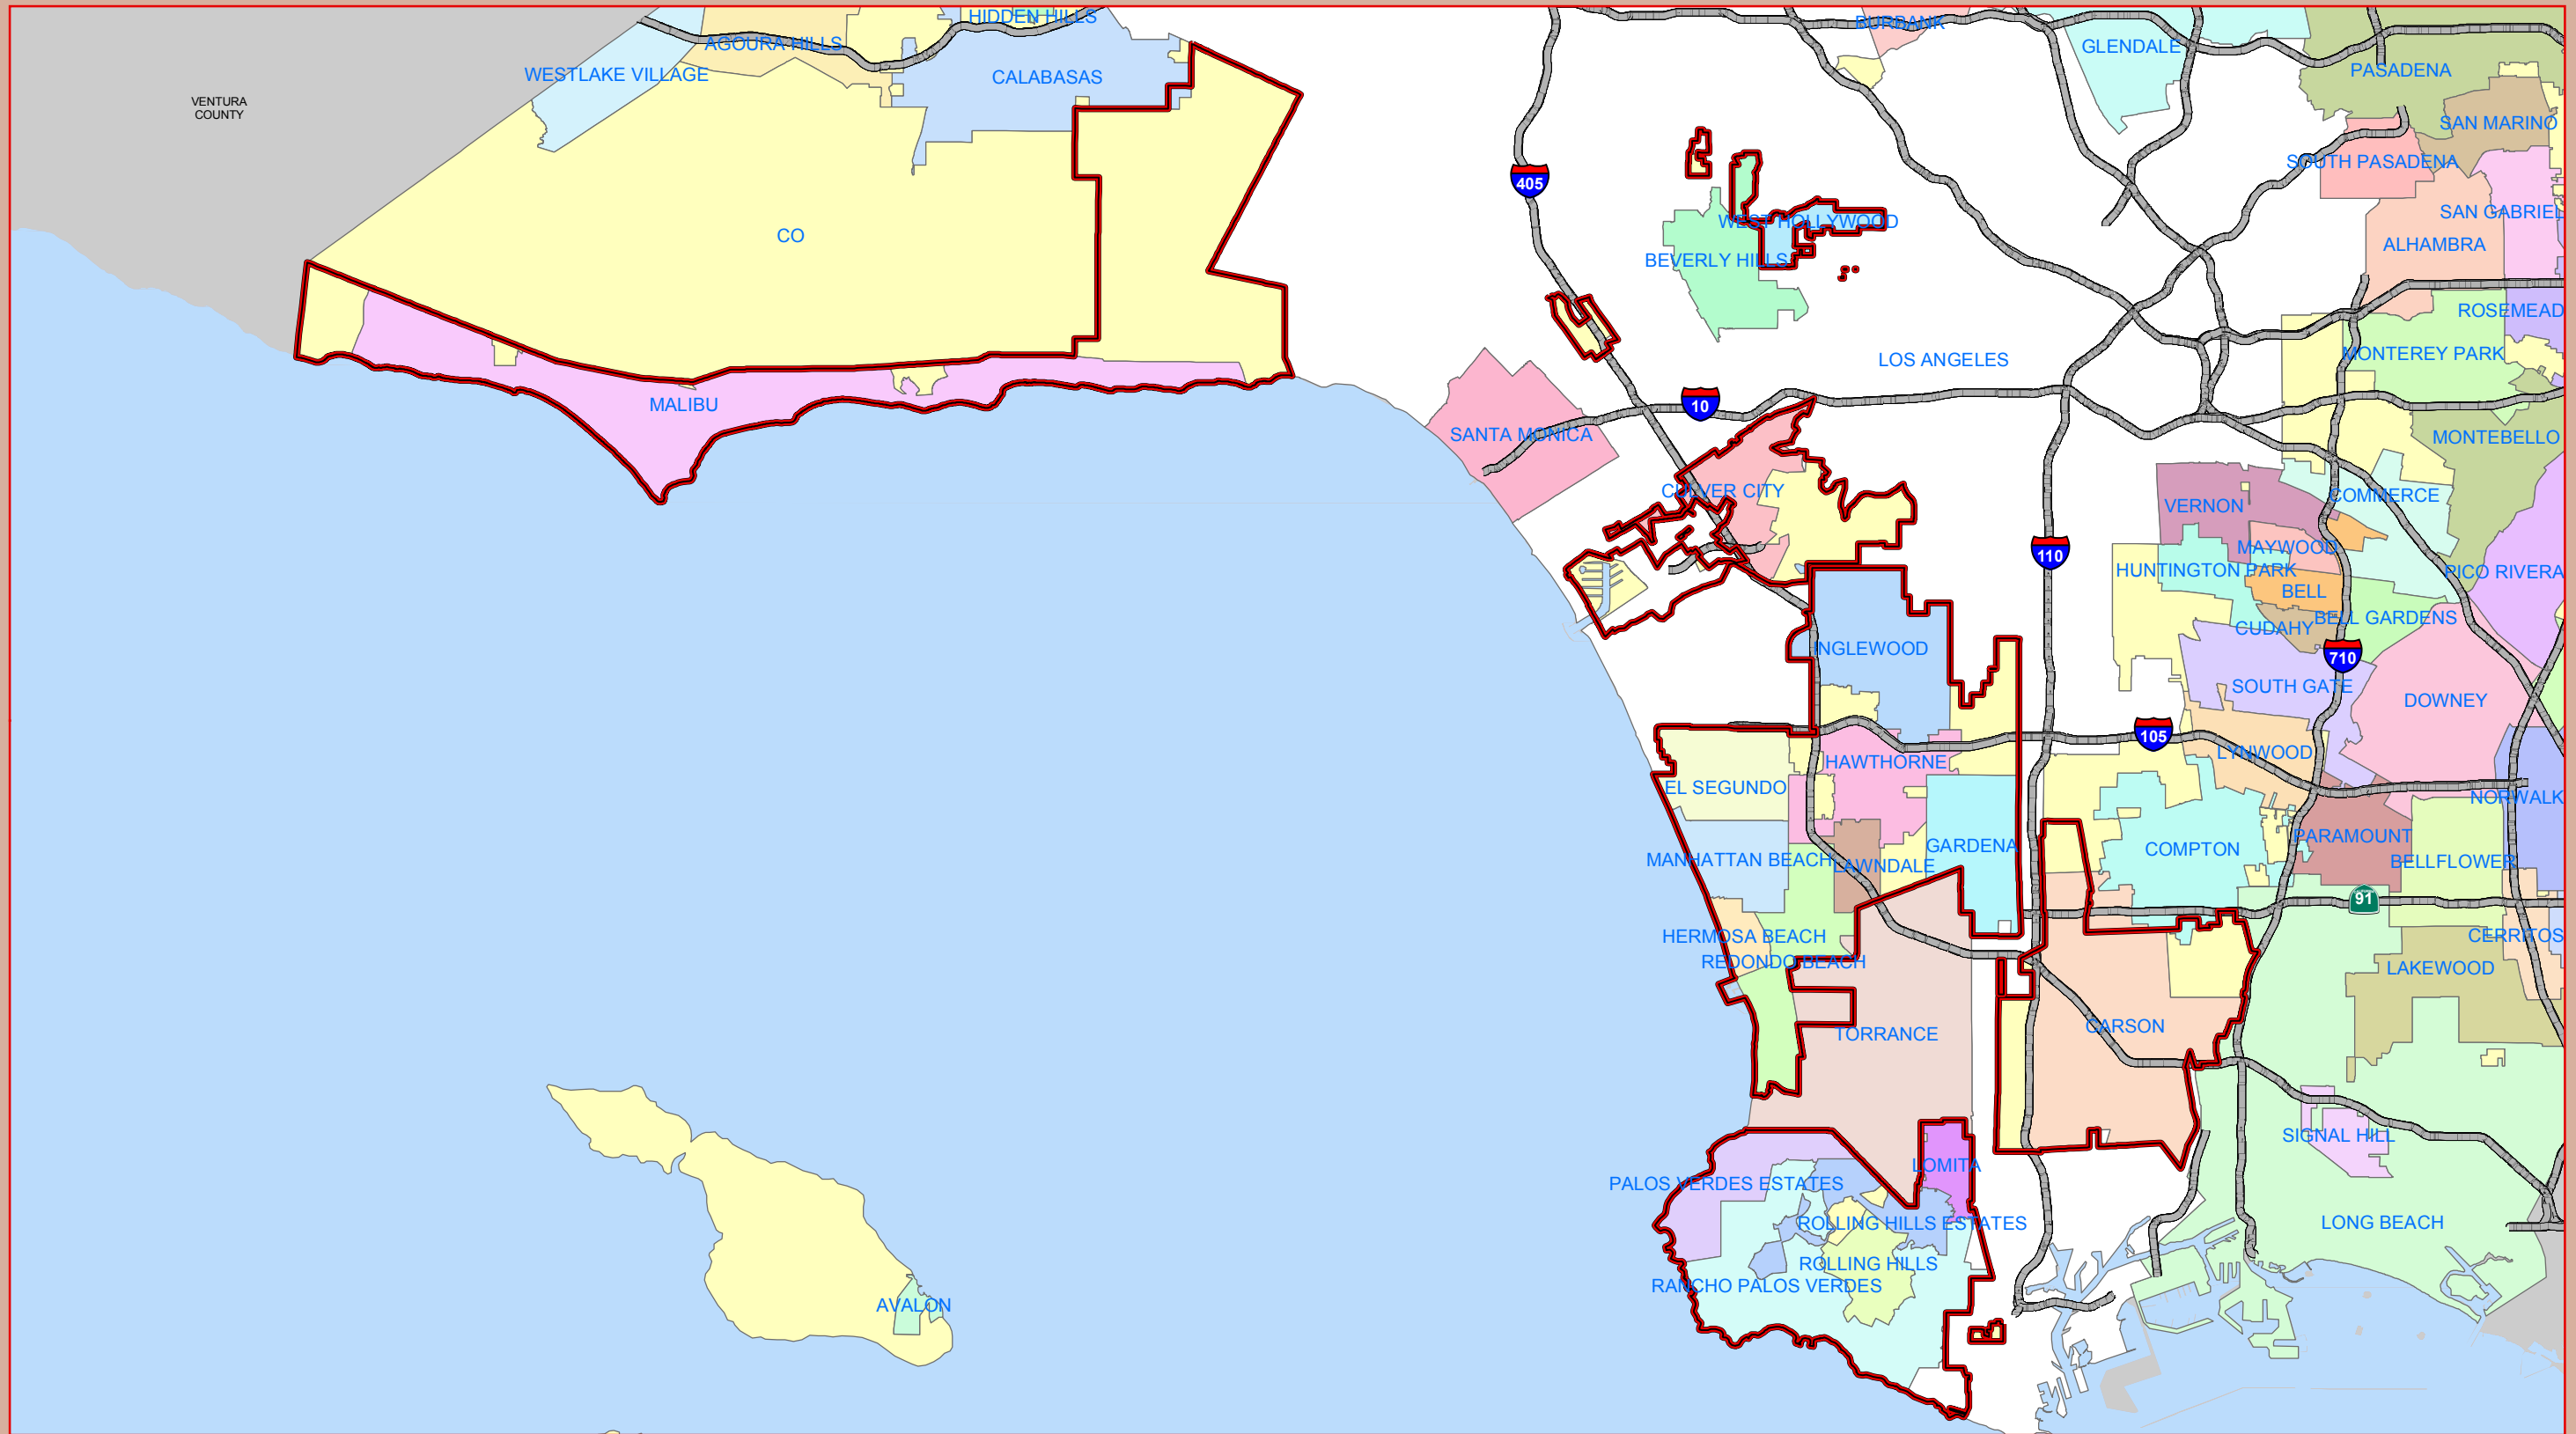 HIDDEN HILLS
AGOURA HILLS
WESTLAKE VILLAGE
CALABASAS
VENTURA
COUNTY
CO
MALIBU
BURBANK
GLENDALE
PASADENA
SAN MARINO
SOUTH PASADENA
405
SAN GABRIEL
WEST HOLLYWOOD
ALHAMBRA
BEVERLY HILLS
ROSEMEAD
MONTEREY PARK
LOS ANGELES
10
SANTA MONICA
MONTEBELLO
CULVER CITY
COMMERCE
VERNON
MAYWOOD
110
HUNTINGTON PARK
PICO RIVERA
BELL
BELL GARDENS
CUDAHY
INGLEWOOD
710
SOUTH GATE
DOWNEY
105
LYNWOOD
HAWTHORNE
EL SEGUNDO
NORWALK
PARAMOUNT
GARDENA
COMPTON
MANHATTAN BEACH
LAWNDALE
BELLFLOWER
91
HERMOSA BEACH
CERRITOS
REDONDO BEACH
LAKEWOOD
CARSON
TORRANCE
SIGNAL HILL
LOMITA
PALOS VERDES ESTATES
ROLLING HILLS ESTATES
LONG BEACH
ROLLING HILLS
RANCHO PALOS VERDES
AVALON